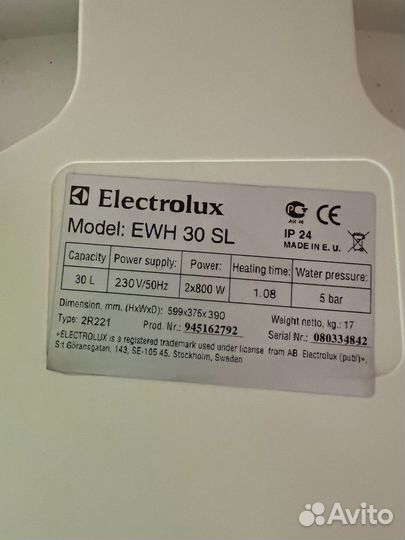 Electrolux
Model: EWH 30 SL
IP 24
MADE IN E. U.
Capacity Power supply: Power: Heating time: Water pressure:
30 L 230 V/50Hz 2x800 W 1.08 5 bar
Dimension, mm. (HxWxD): 599x375x390 Weight netto, kg.: 17
Type: 2R221 Prod. Nr.: 945162792 Serial Nr.: 080334842
«ELECTROLUX is a registered trademark used under license from AB Electrolux (publ)».
S:t Göransgatan, 143, SE-105 45, Stockholm, Sweden
Avito